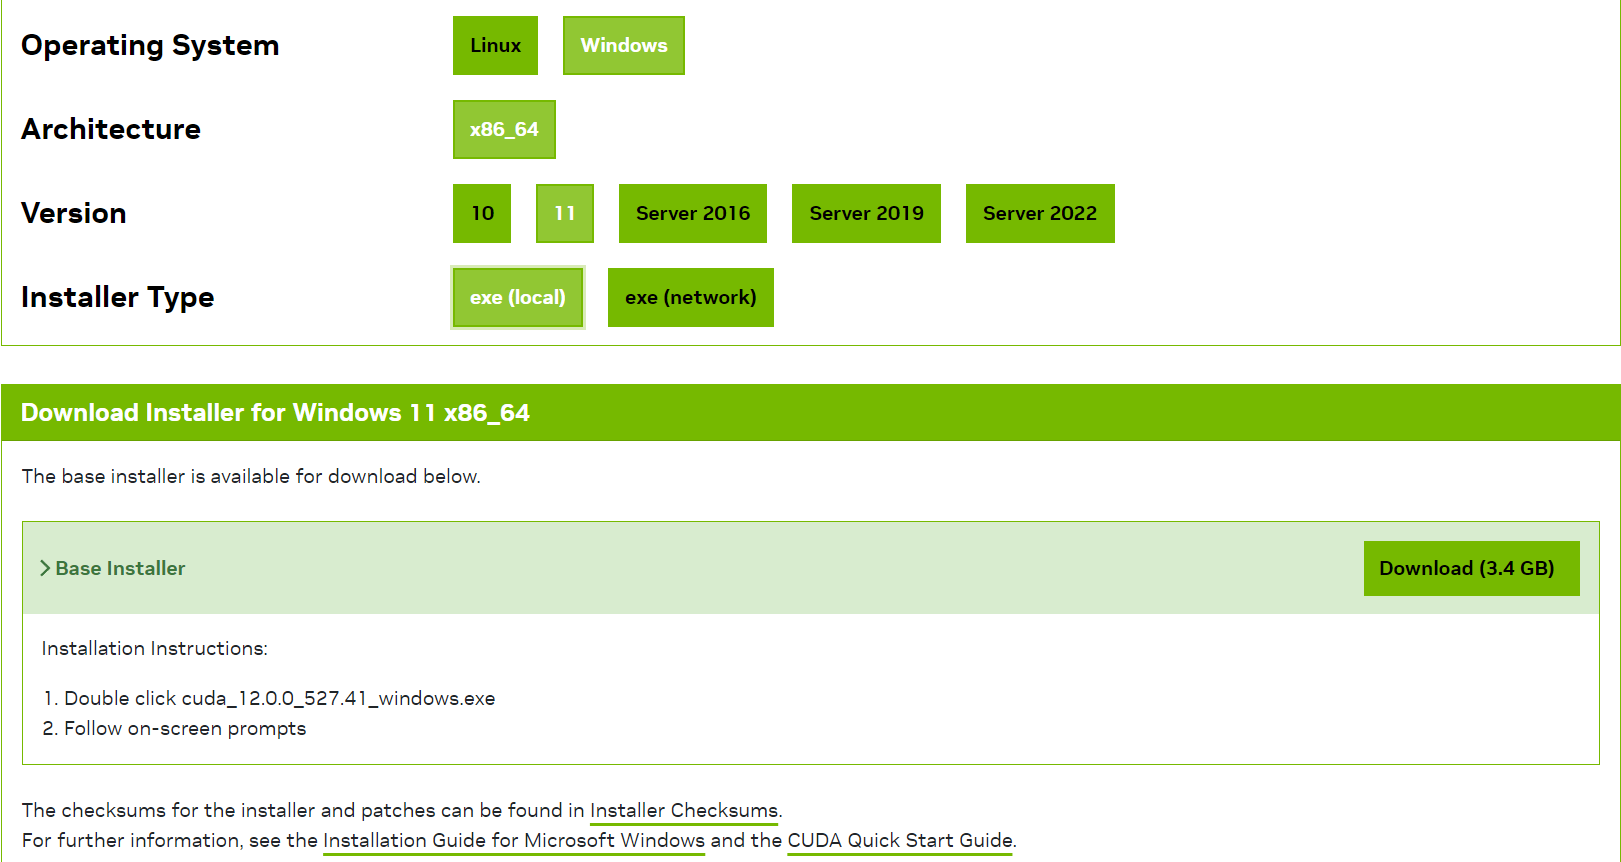 Operating System
Linux
Windows
Architecture
x86_64
Version
10
11
Server 2016
Server 2019
Server 2022
Installer Type
exe (local)
exe (network)
Download Installer for Windows 11 x86_64
The base installer is available for download below.
Base Installer
Download (3.4 GB)
Installation Instructions:
1. Double click cuda_12.0.0_527.41_windows.exe
2. Follow on-screen prompts
The checksums for the installer and patches can be found in Installer Checksums.
For further information, see the Installation Guide for Microsoft Windows and the CUDA Quick Start Guide.